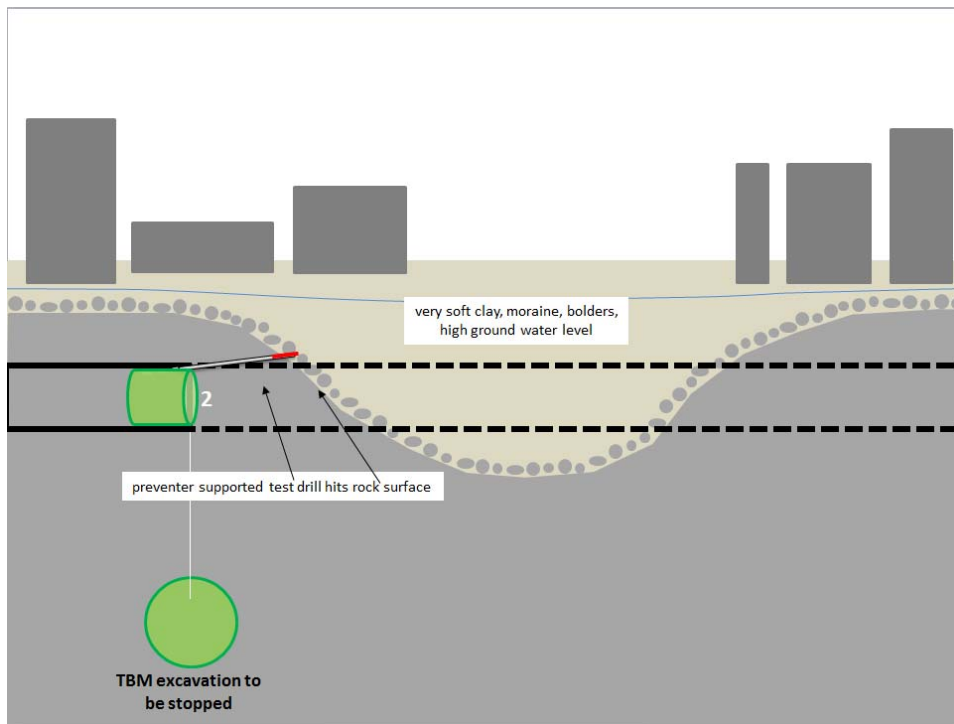 very soft clay, moraine, bolders,
high ground water level
2
preventer supported test drill hits rock surface
TBM excavation to
be stopped